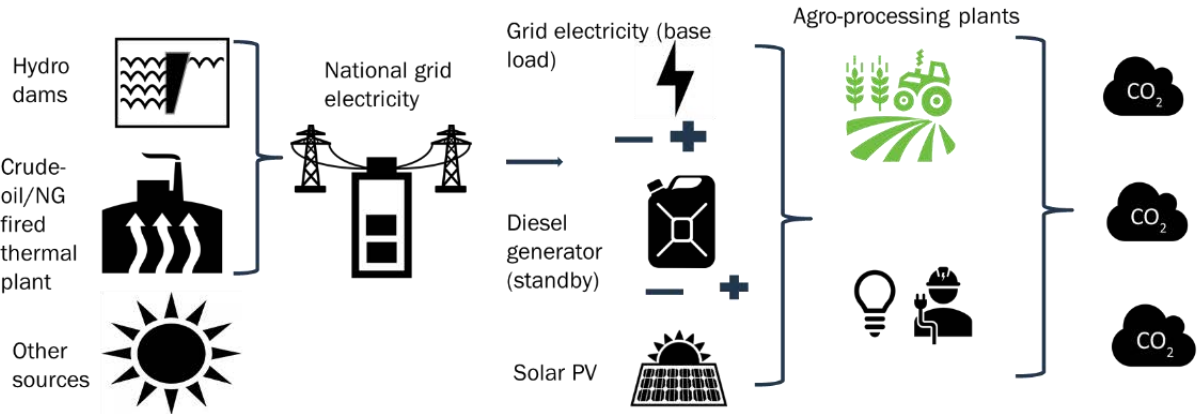 Hydro
dams
Crude-
oil/NG
fired
thermal
plant
Other
sources
National grid
electricity
Grid electricity (base
load)
Diesel
generator
(standby)
Solar PV
Agro-processing plants
CO2
CO2
CO2